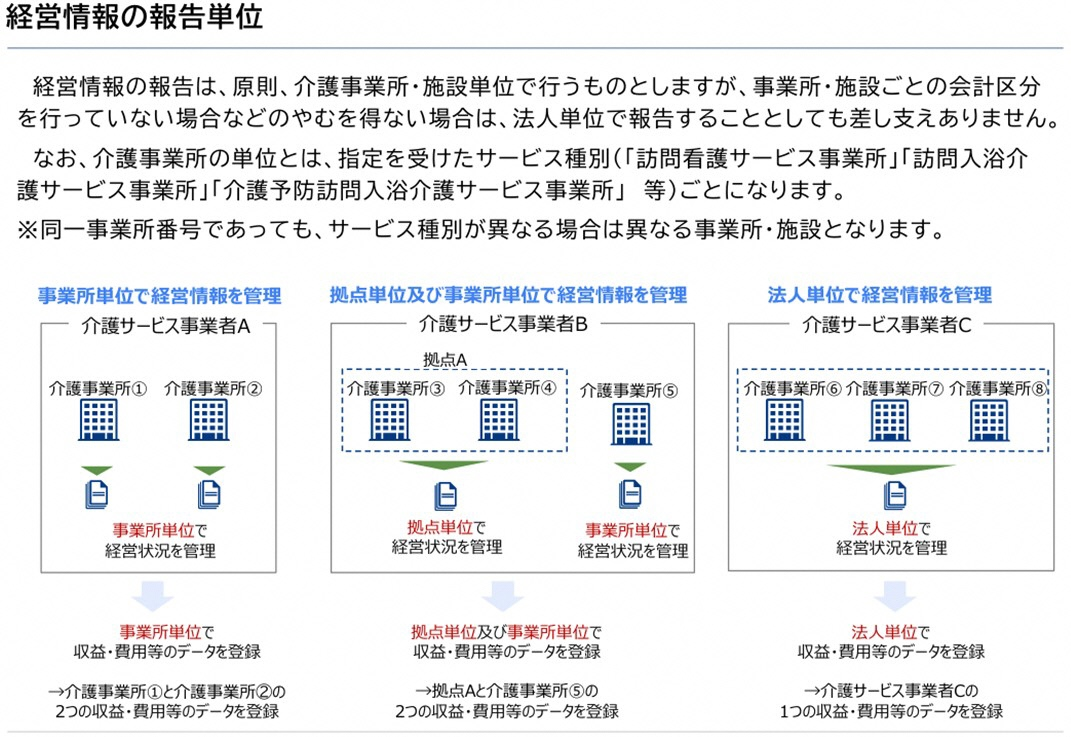 経営情報の報告単位
経営情報の報告は、原則、介護事業所・施設単位で行うものとしますが、事業所・施設ごとの会計区分
を行っていない場合などのやむを得ない場合は、法人単位で報告することとしても差し支えありません。
なお、介護事業所の単位とは、指定を受けたサービス種別(「訪問看護サービス事業所」「訪問入浴介
護サービス事業所」「介護予防訪問入浴介護サービス事業所」 等)ごとになります。
※同一事業所番号であっても、サービス種別が異なる場合は異なる事業所・施設となります。
事業所単位で経営情報を管理
介護サービス事業者A
介護事業所① 介護事業所②
事業所単位で
経営状況を管理
事業所単位で
収益・費用等のデータを登録
→介護事業所①と介護事業所②の
2つの収益・費用等のデータを登録
拠点単位及び事業所単位で経営情報を管理
介護サービス事業者B
拠点A
介護事業所③ 介護事業所④ 介護事業所⑤
拠点単位で
経営状況を管理
事業所単位で
経営状況を管理
拠点単位及び事業所単位で
収益・費用等のデータを登録
→拠点Aと介護事業所⑤の
2つの収益・費用等のデータを登録
法人単位で経営情報を管理
介護サービス事業者C
介護事業所⑥ 介護事業所⑦ 介護事業所⑧
法人単位で
経営状況を管理
法人単位で
収益・費用等のデータを登録
→介護サービス事業者Cの
1つの収益・費用等のデータを登録